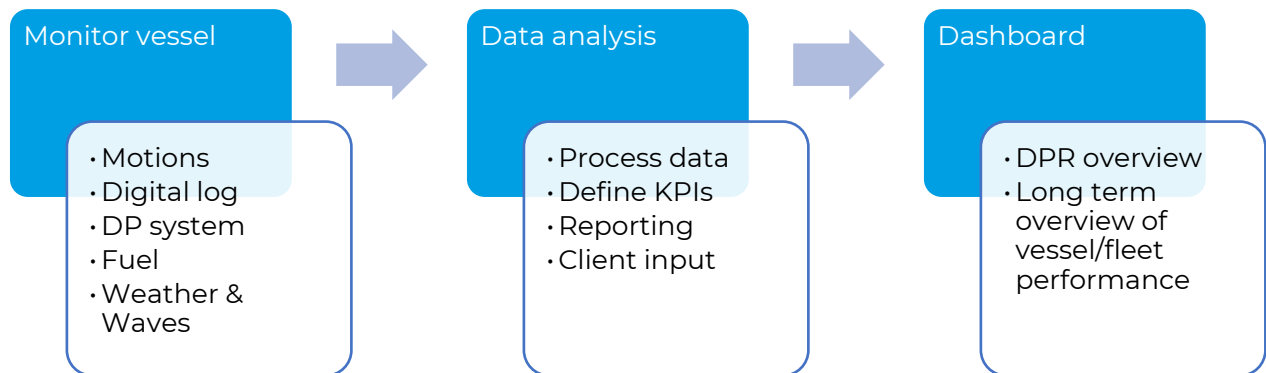 Monitor vessel
· Motions
· Digital log
· DP system
· Fuel
· Weather &
Waves
Data analysis
· Process data
· Define KPIs
· Reporting
· Client input
Dashboard
· DPR overview
· Long term
overview of
vessel/fleet
performance